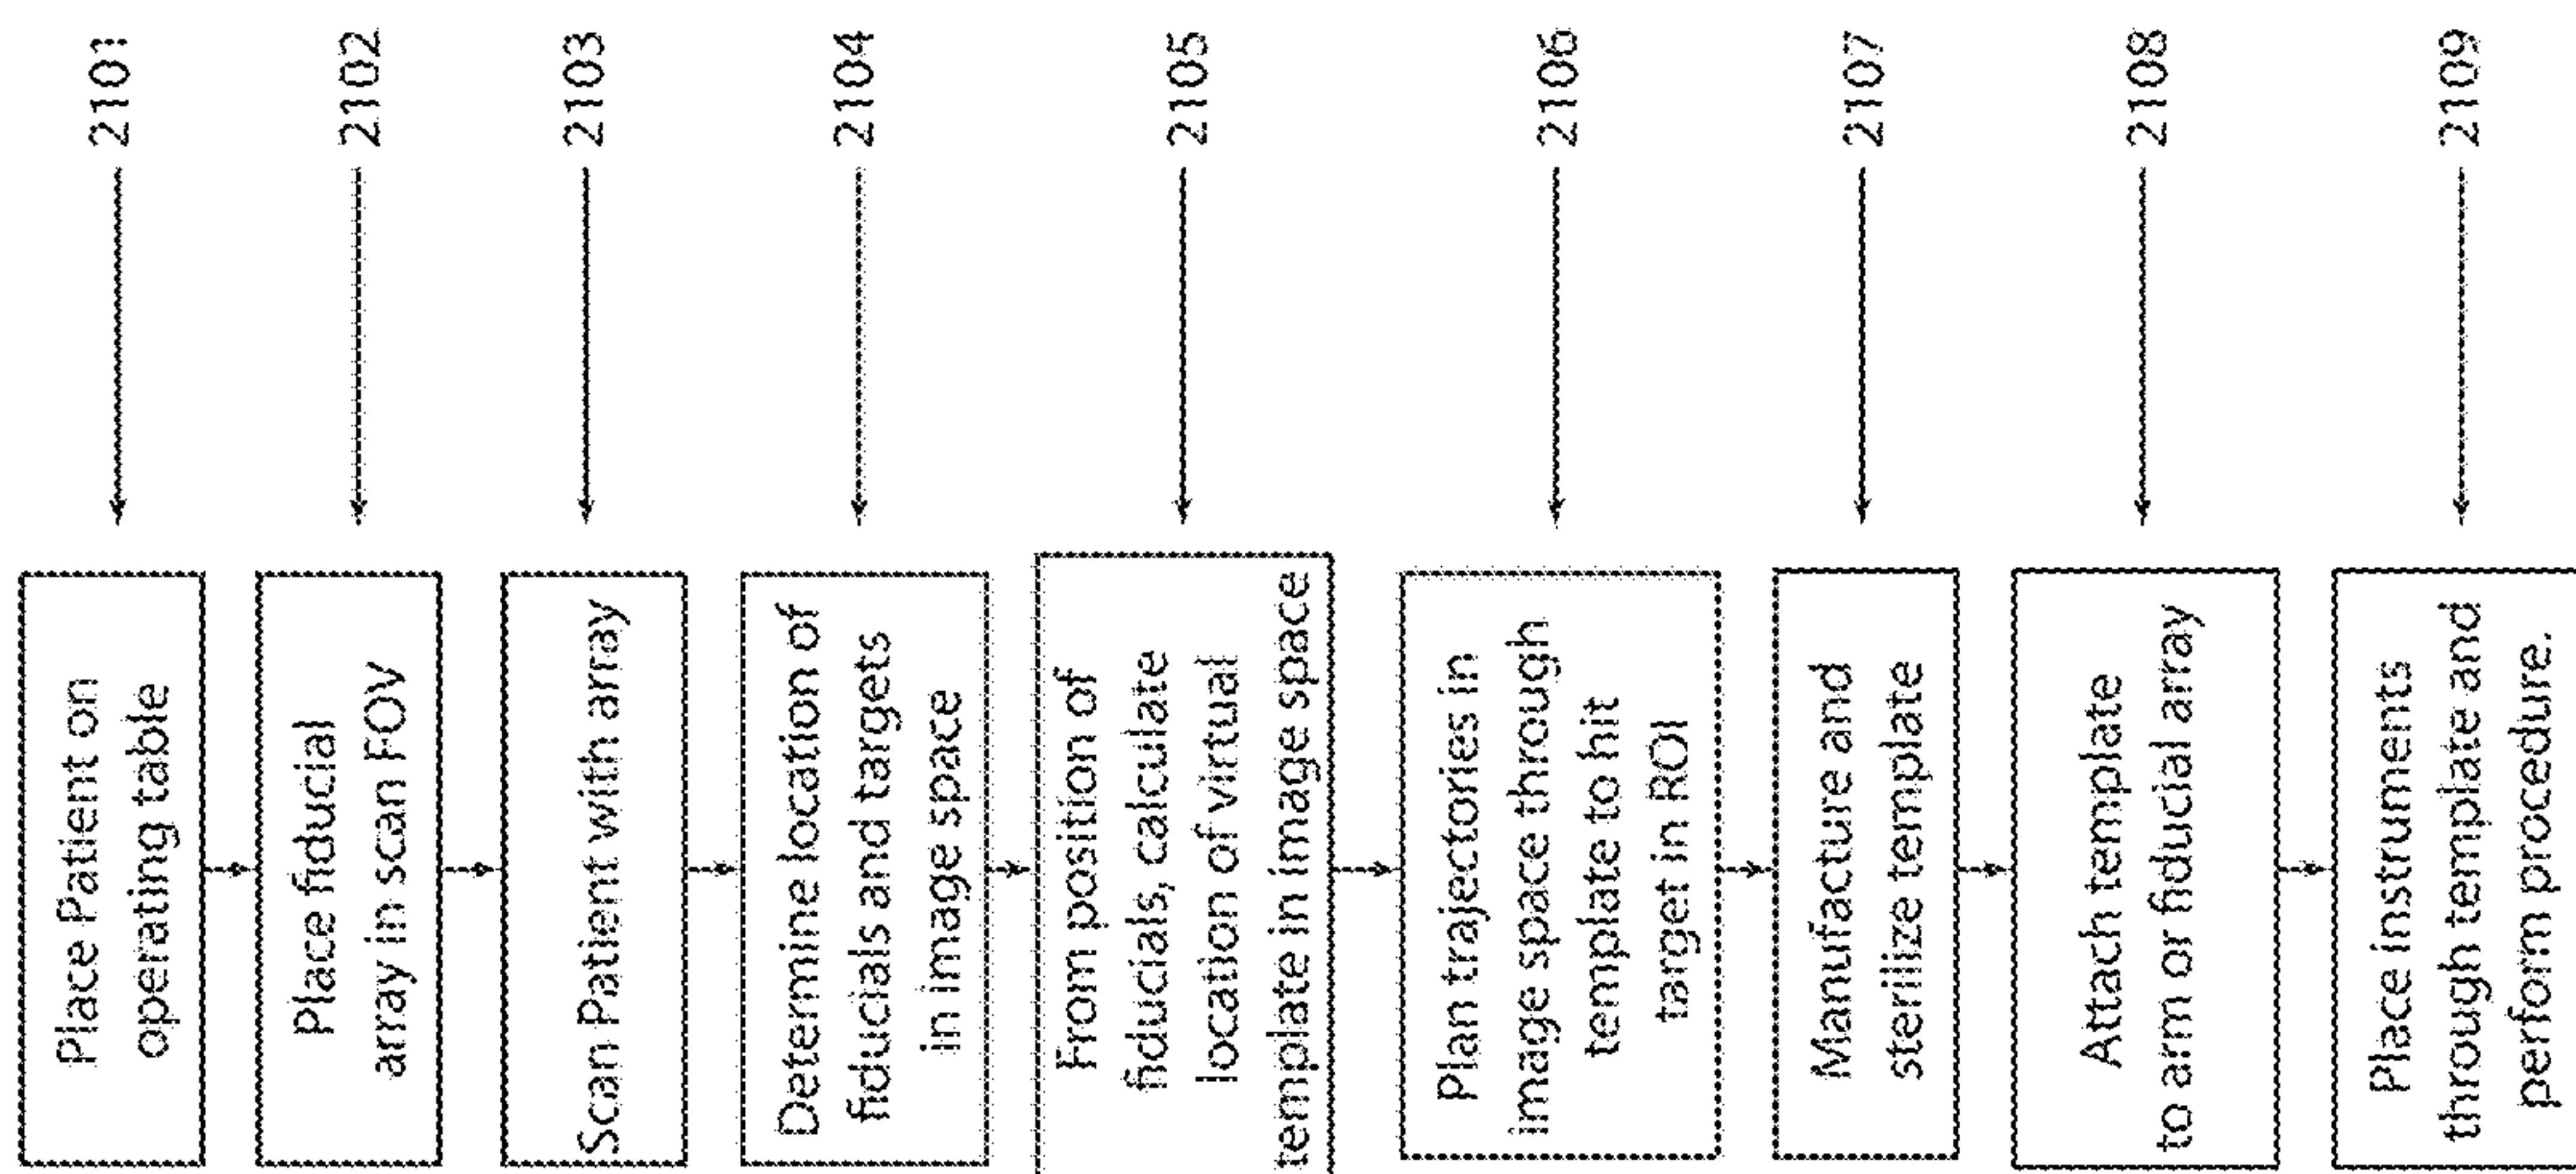 Place Patient on
operating table
2101
Place fiducial
array in scan FOV
2102
Scan Patient with array
2103
Determine location of
fiducials and targets
in image space
2104
From position of
fiducials, calculate
location of virtual
template in image space
2105
Plan trajectories in
image space through
template to hit
target in ROI
2106
Manufacture and
sterilize template
2107
Attach template
to arm or fiducial array
2108
Place instruments
through template and
perform procedure.
2109